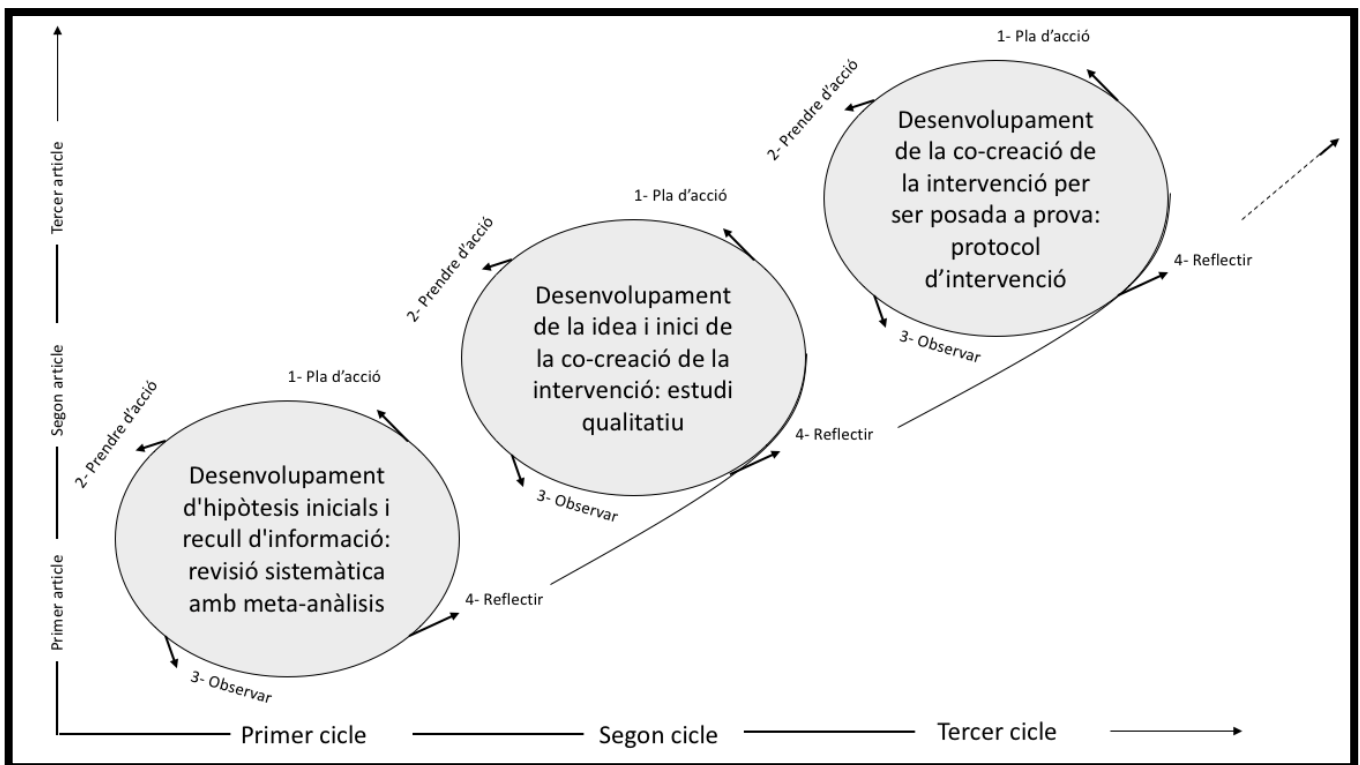 1- Pla d'acció
2- Prendre d'acció
Desenvolupament
de la co-creació de
la intervenció per
ser posada a prova:
protocol
d'intervenció
3- Observar
4- Reflectir
1- Pla d'acció
2- Prendre d'acció
Desenvolupament
de la idea i inici de
la co-creació de la
intervenció: estudi
qualitatiu
3- Observar
4- Reflectir
1- Pla d'acció
2- Prendre d'acció
Desenvolupament
d'hipòtesis inicials i
recull d'informació:
revisió sistemàtica
amb meta-anàlisis
3- Observar
4- Reflectir
Tercer article
Segon article
Primer article
Primer cicle
Segon cicle
Tercer cicle